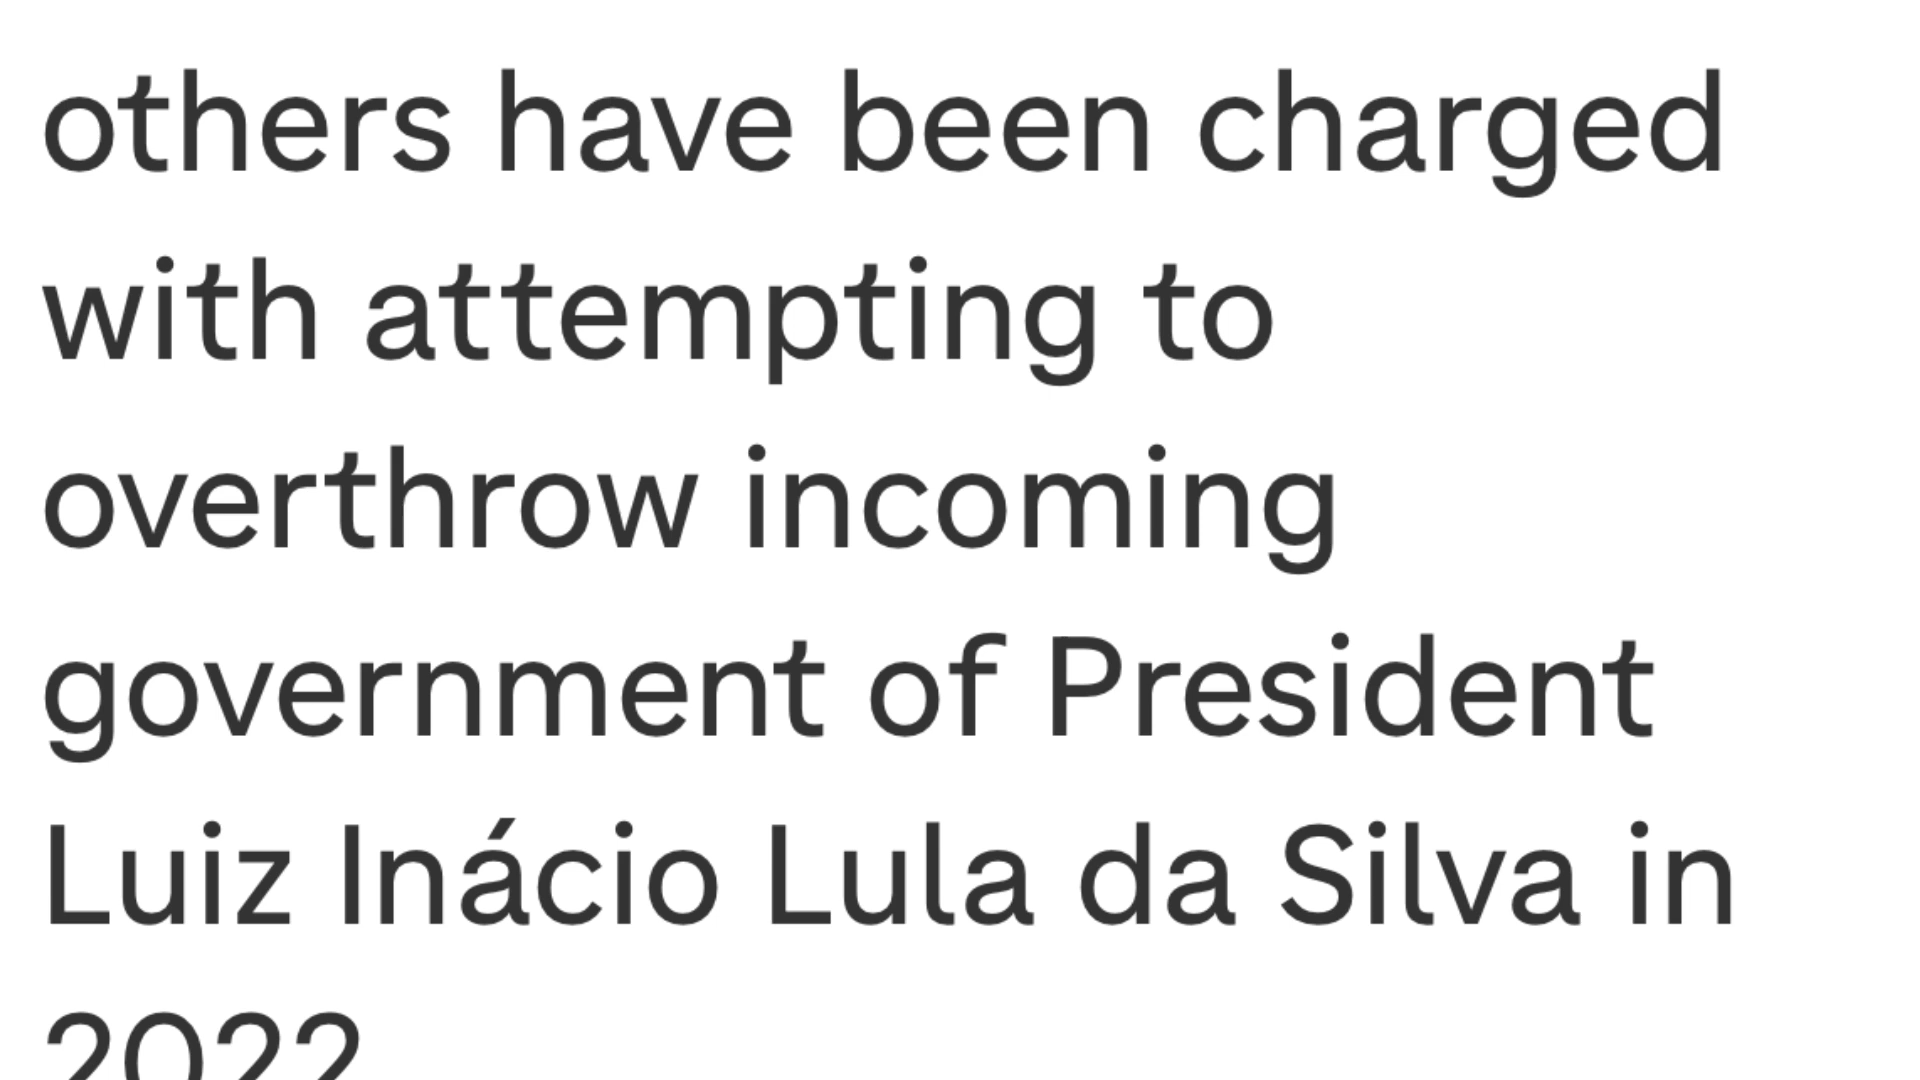 others have been charged
with attempting to
overthrow incoming
government of President
Luiz Inácio Lula da Silva in
2022